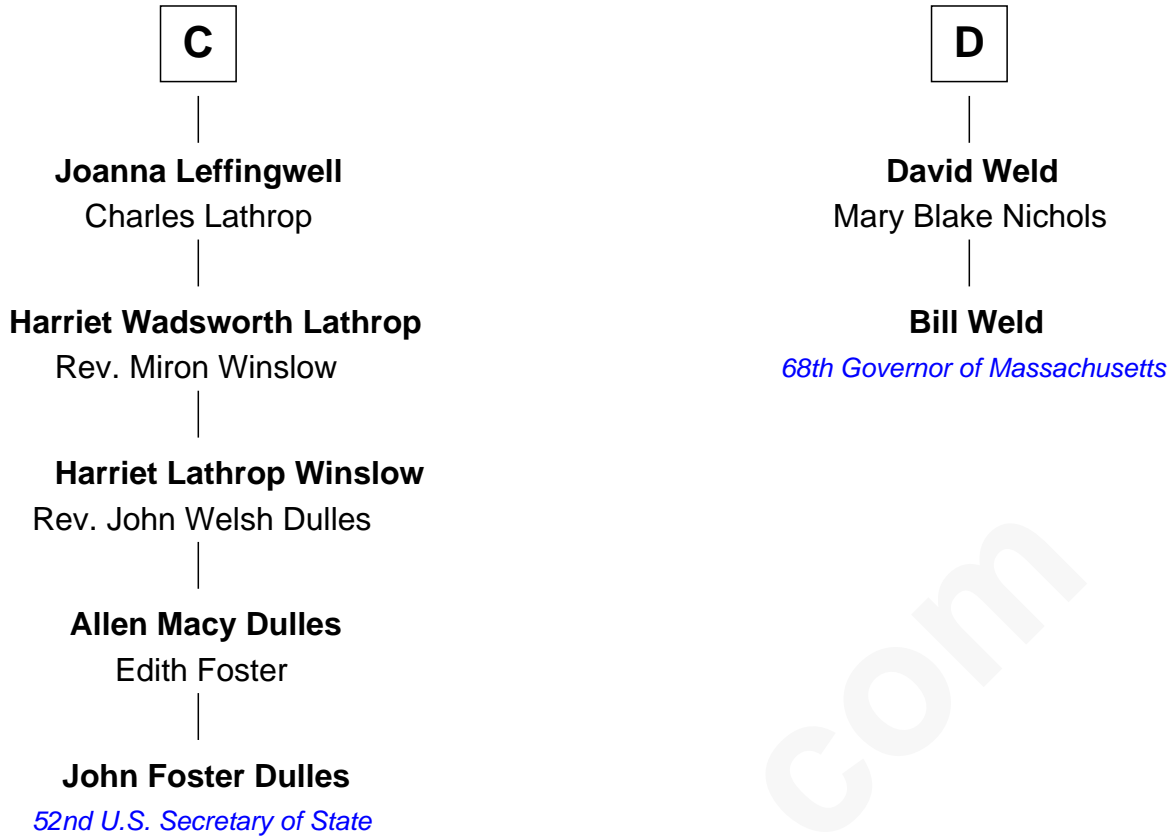 C
Joanna Leffingwell
Charles Lathrop
Harriet Wadsworth Lathrop
Rev. Miron Winslow
Harriet Lathrop Winslow
Rev. John Welsh Dulles
Allen Macy Dulles
Edith Foster
John Foster Dulles
52nd U.S. Secretary of State
D
David Weld
Mary Blake Nichols
Bill Weld
68th Governor of Massachusetts
com